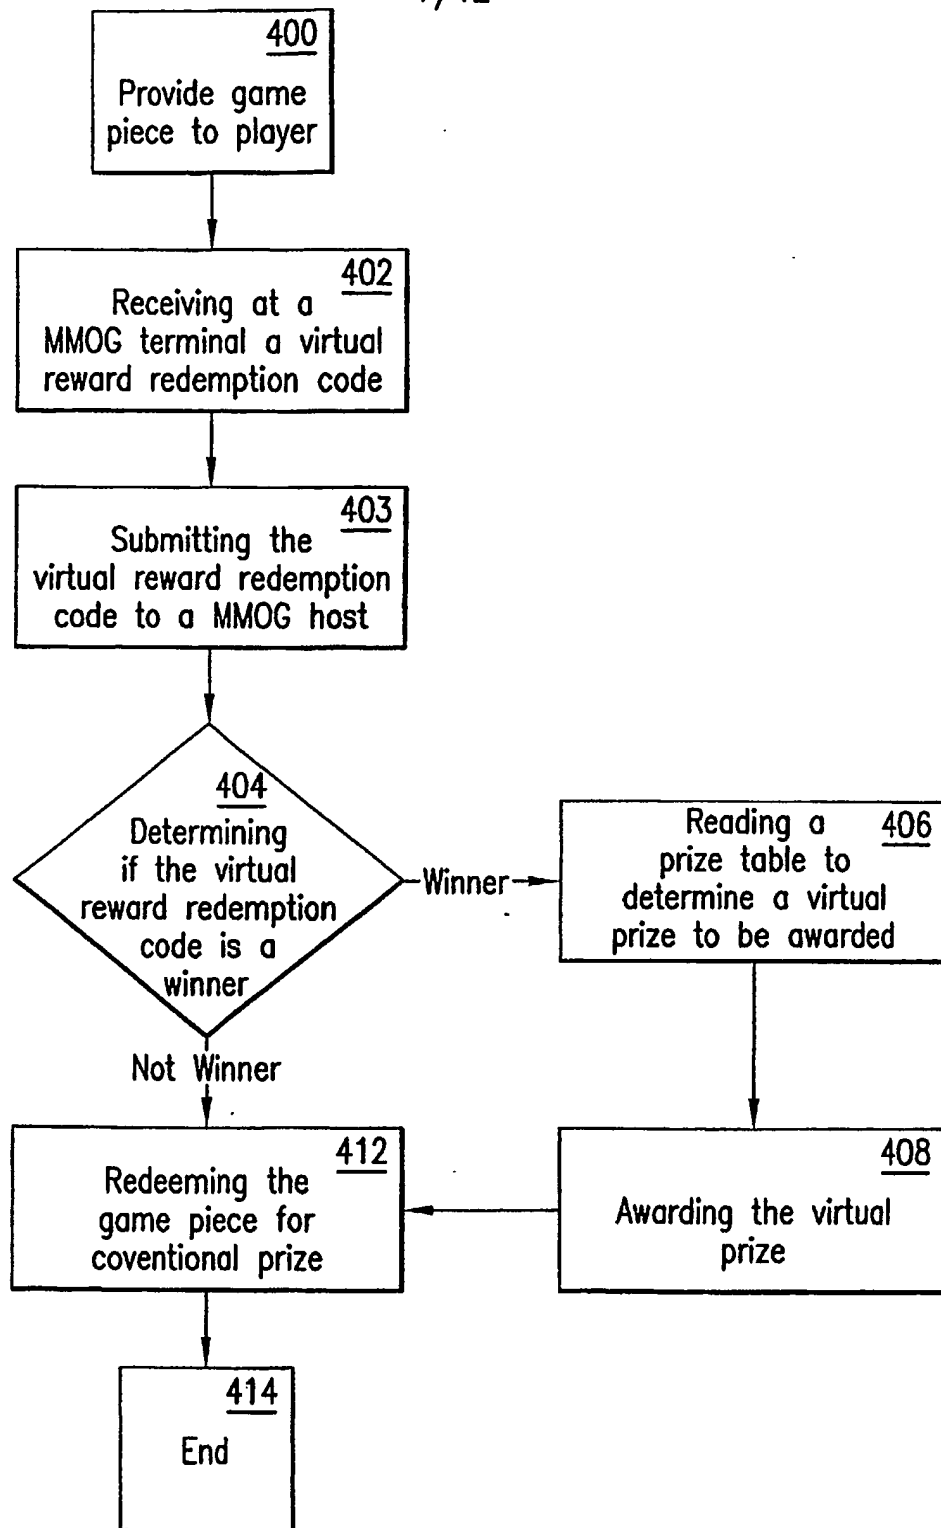 400
Provide game
piece to player
402
Receiving at a
MMOG terminal a virtual
reward redemption code
403
Submitting the
virtual reward redemption
code to a MMOG host
404
Determining
if the virtual
reward redemption
code is a
winner
Winner
406
Reading a
prize table to
determine a virtual
prize to be awarded
Not Winner
412
Redeeming the
game piece for
coventional prize
408
Awarding the virtual
prize
414
End